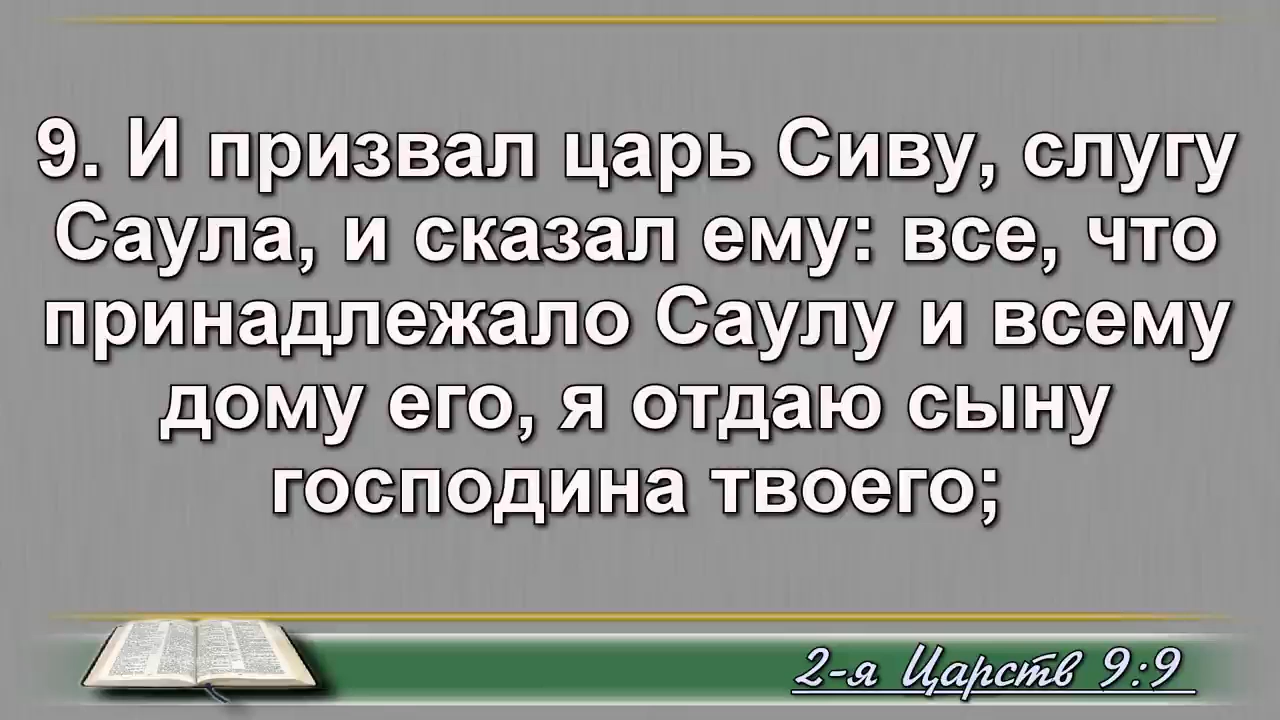 9. И призвал царь Сиву, слугу
Саула, и сказал ему: все, что
принадлежало Саулу и всему
дому его, я отдаю сыну
господина твоего;
2-я Царств 9:9